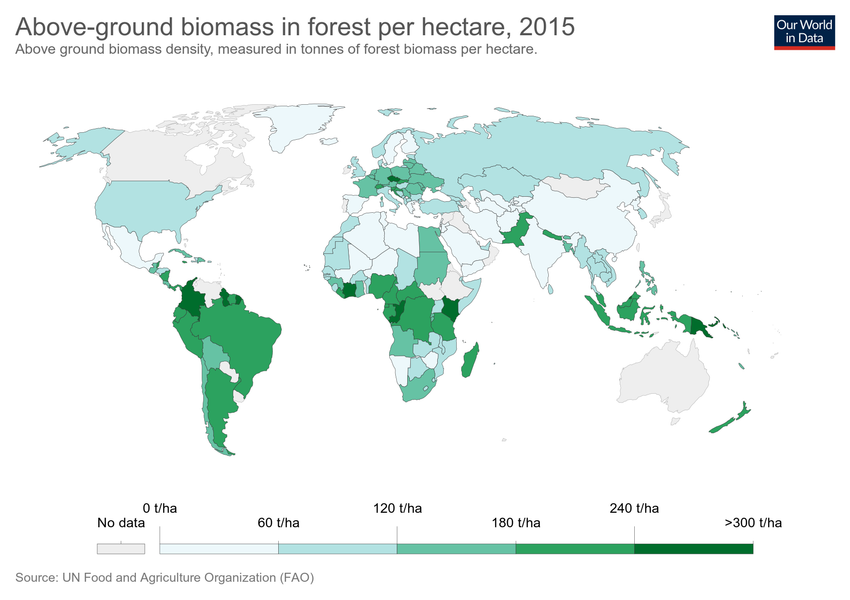 Above-ground biomass in forest per hectare, 2015
Above ground biomass density, measured in tonnes of forest biomass per hectare.
Our World
in Data
No data
0 t/ha
60 t/ha
120 t/ha
180 t/ha
240 t/ha
>300 t/ha
Source: UN Food and Agriculture Organization (FAO)